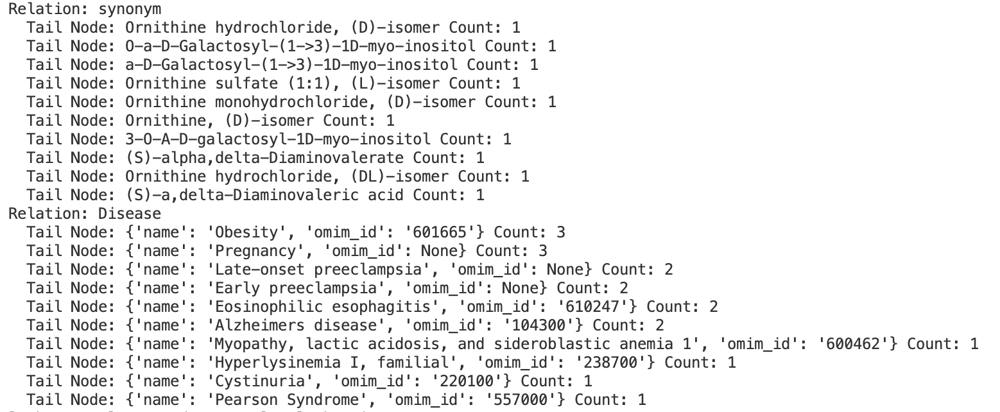 Relation: synonym
Tail Node: Ornithine hydrochloride, (D)-isomer Count: 1
Tail Node: O-a-D-Galactosyl-(1->3)-1D-myo-inositol Count: 1
Tail Node: a-D-Galactosyl-(1->3)-1D-myo-inositol Count: 1
Tail Node: Ornithine sulfate (1:1), (L)-isomer Count: 1
Tail Node: Ornithine monohydrochloride, (D)-isomer Count: 1
Tail Node: Ornithine, (D)-isomer Count: 1
Tail Node: 3-O-A-D-galactosyl-1D-myo-inositol Count: 1
Tail Node: (S)-alpha,delta-Diaminovalerate Count: 1
Tail Node: Ornithine hydrochloride, (DL)-isomer Count: 1
Tail Node: (S)-a,delta-Diaminovaleric acid Count: 1
Relation: Disease
Tail Node: {'name': 'Obesity', 'omim_id': '601665'} Count: 3
Tail Node: {'name': 'Pregnancy', 'omim_id': None} Count: 3
Tail Node: {'name': 'Late-onset preeclampsia', 'omim_id': None} Count: 2
Tail Node: {'name': 'Early preeclampsia', 'omim_id': None} Count: 2
Tail Node: {'name': 'Eosinophilic esophagitis', 'omim_id': '610247'} Count: 2
Tail Node: {'name': 'Alzheimers disease', 'omim_id': '104300'} Count: 2
Tail Node: {'name': 'Myopathy, lactic acidosis, and sideroblastic anemia 1', 'omim_id': '600462'} Count: 1
Tail Node: {'name': 'Hyperlysinemia I, familial', 'omim_id': '238700'} Count: 1
Tail Node: {'name': 'Cystinuria', 'omim_id': '220100'} Count: 1
Tail Node: {'name': 'Pearson Syndrome', 'omim_id': '557000'} Count: 1